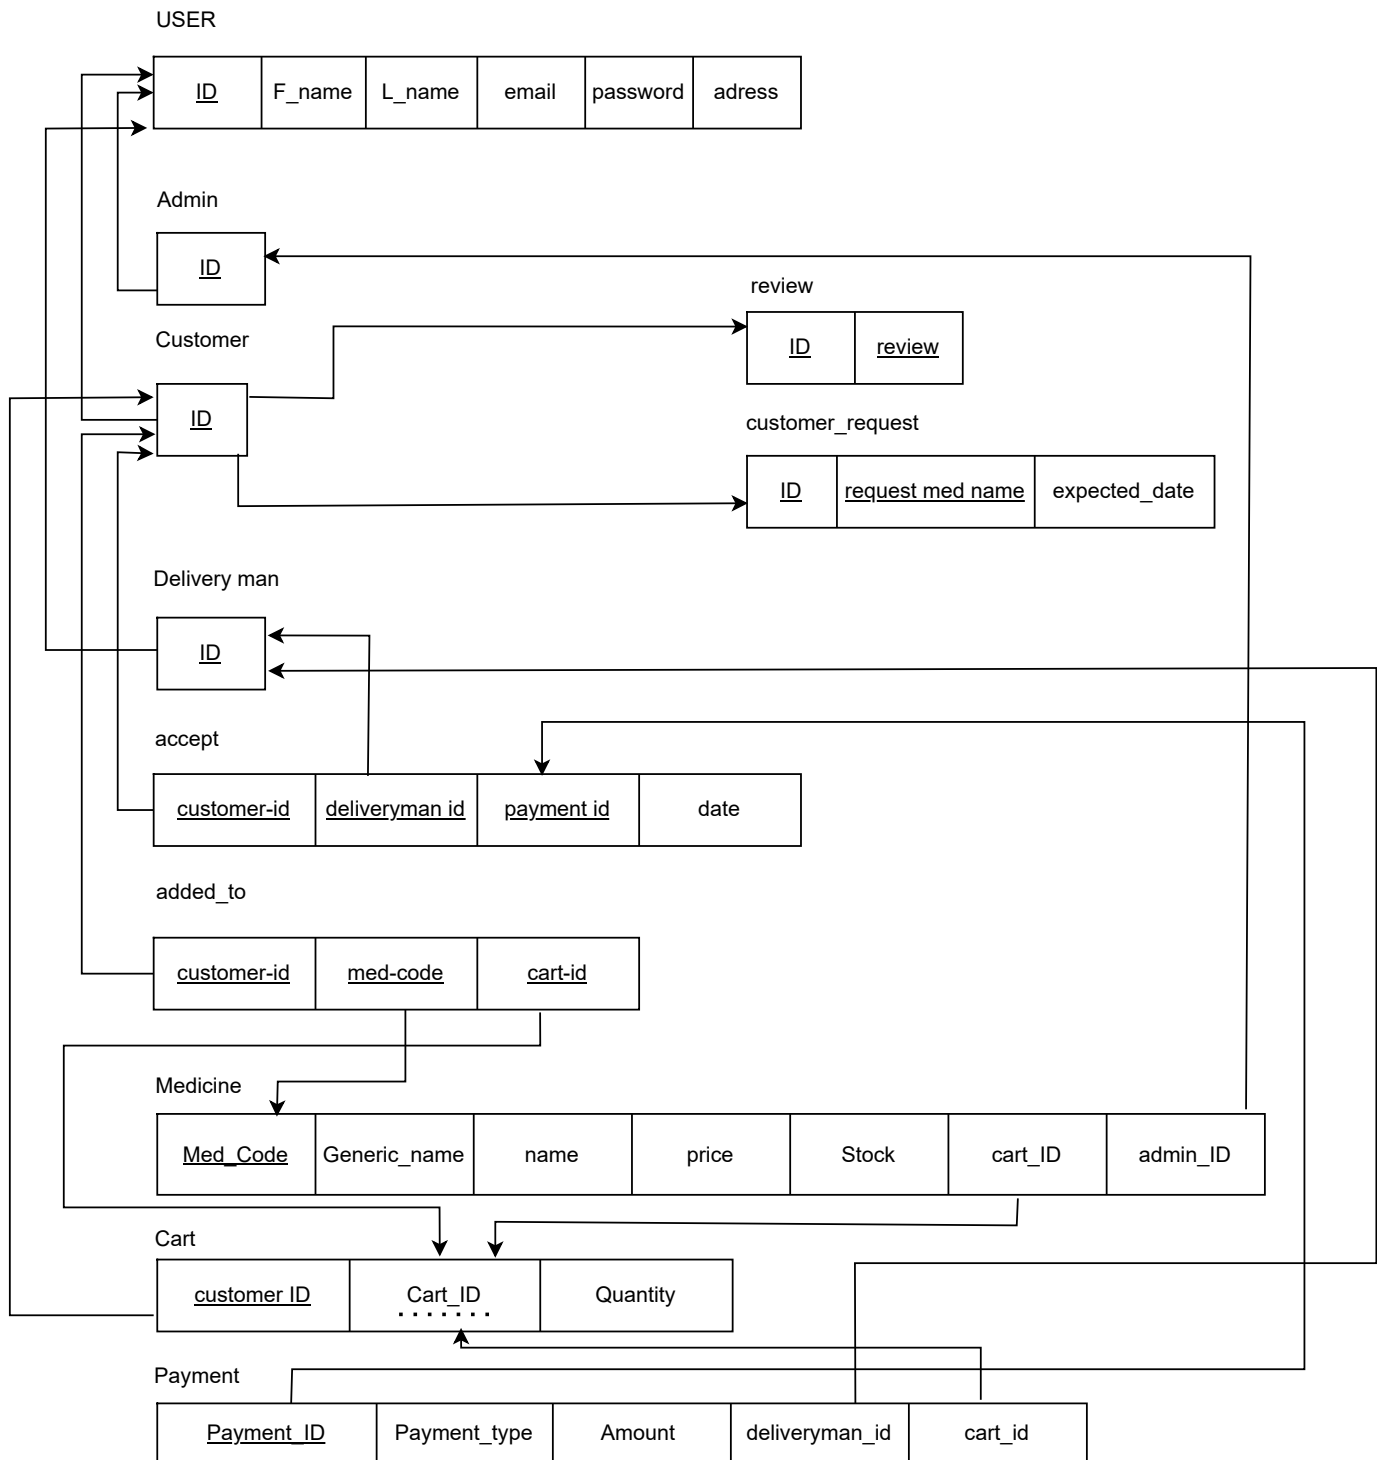 USER
ID F_name L_name email password adress
Admin
ID
review
ID review
Customer
ID
customer_request
ID request med name expected_date
Delivery man
ID
accept
customer-id deliveryman id payment id date
added_to
customer-id med-code cart-id
Medicine
Med_Code Generic_name name price Stock cart_ID admin_ID
Cart
customer ID Cart_ID Quantity
Payment
Payment_ID Payment_type Amount deliveryman_id cart_id